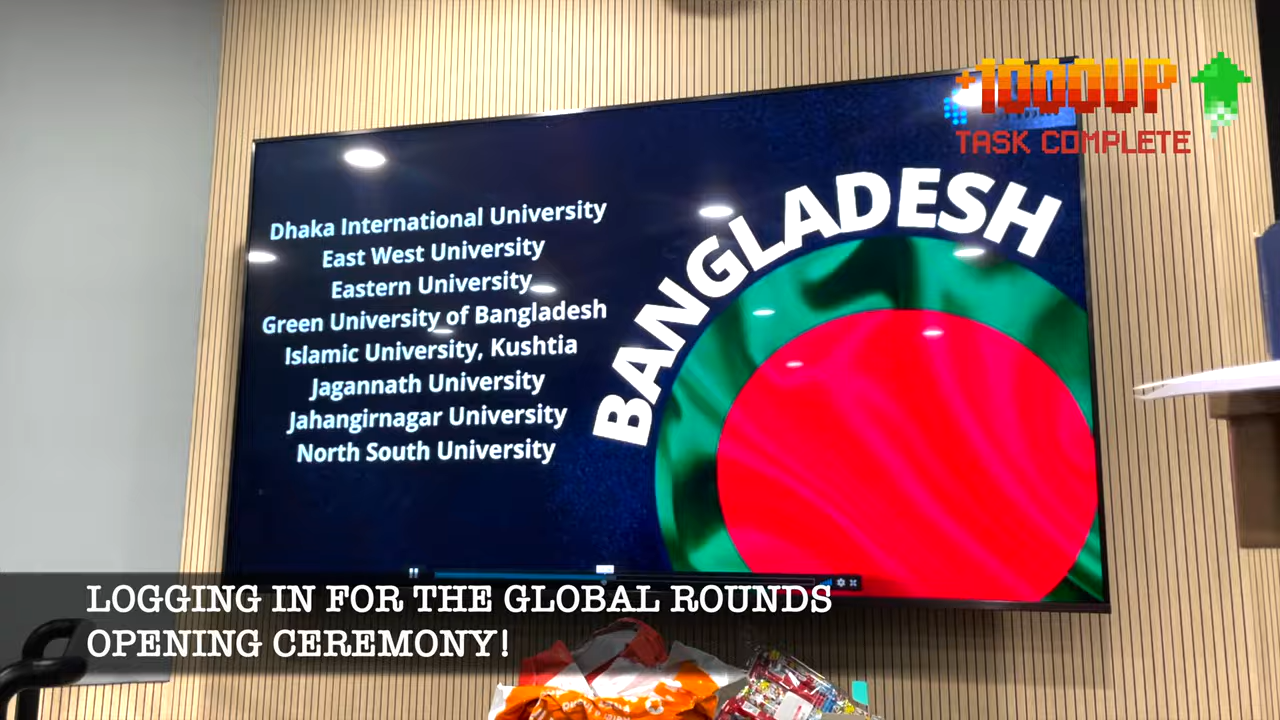 +1000UP
TASK COMPLETE
BANGLADESH
Dhaka International University
East West University
Eastern University
Green University of Bangladesh
Islamic University, Kushtia
Jagannath University
Jahangirnagar University
North South University
LOGGING IN FOR THE GLOBAL ROUNDS
OPENING CEREMONY!